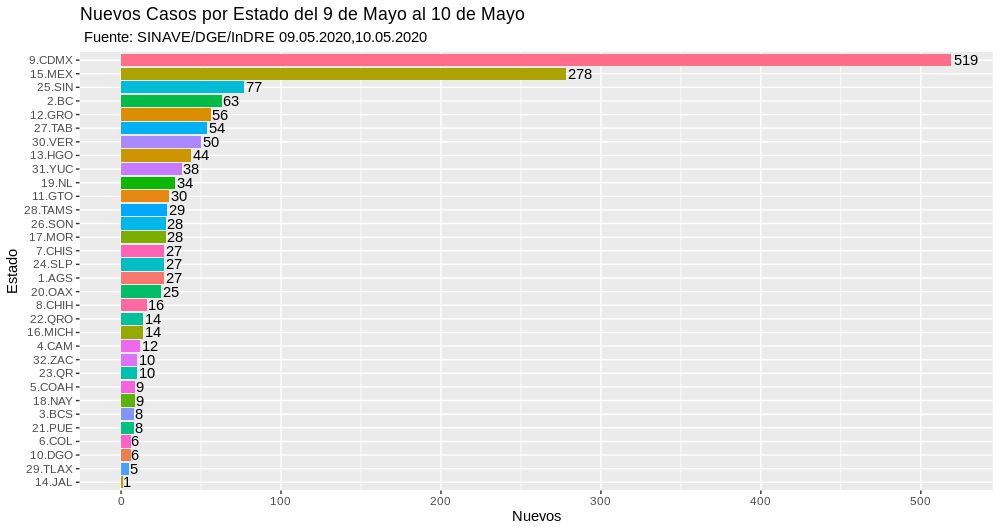 Nuevos Casos por Estado del 9 de Mayo al 10 de Mayo
Fuente: SINAVE/DGE/InDRE 09.05.2020,10.05.2020
9.CDMX 519
15.MEX 278
25.SIN 77
2.BC 63
12.GRO 56
27.TAB 54
30.VER 50
13.HGO 44
31.YUC 38
19.NL 34
11.GTO 30
28.TAMS 29
26.SON 28
17.MOR 28
7.CHIS 27
24.SLP 27
1.AGS 27
20.OAX 25
8.CHIH 16
22.QRO 14
16.MICH 14
4.CAM 12
32.ZAC 10
23.QR 10
5.COAH 9
18.NAY 9
3.BCS 8
21.PUE 8
6.COL 6
10.DGO 6
29.TLAX 5
14.JAL 1
Estado
0 100 200 300 400 500
Nuevos